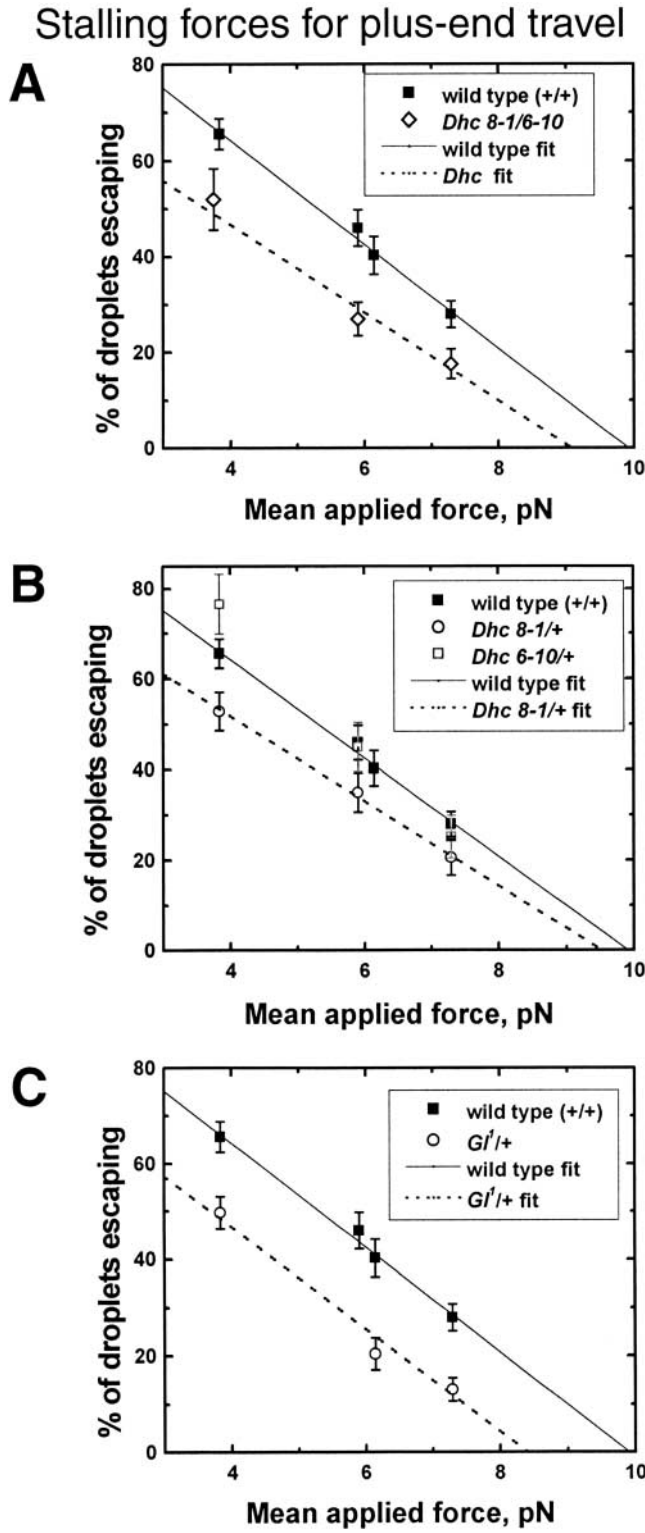 Stalling forces for plus-end travel
A
80
60
40
20
0
% of droplets escaping
wild type (+/+)
Dhc 8-1/6-10
wild type fit
Dhc fit
4 6 8 10
Mean applied force, pN
B
80
60
40
20
0
% of droplets escaping
wild type (+/+)
Dhc 8-1/+
Dhc 6-10/+
wild type fit
Dhc 8-1/+ fit
4 6 8 10
Mean applied force, pN
C
80
60
40
20
0
% of droplets escaping
wild type (+/+)
Gl¹/+
wild type fit
Gl¹/+ fit
4 6 8 10
Mean applied force, pN